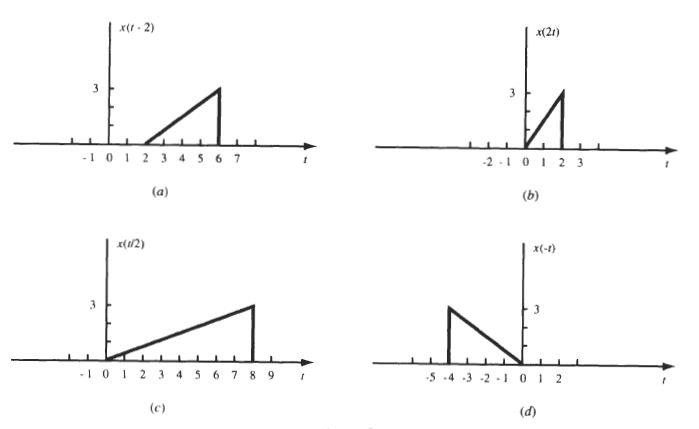 x(t - 2)
3
- 1 0 1 2 3 4 5 6 7 t
(a)
x(2t)
3
-2 - 1 0 1 2 3 t
(b)
x(t/2)
3
- 1 0 1 2 3 4 5 6 7 8 9 t
(c)
x(-t)
3
-5 -4 -3 -2 - 1 0 1 2 t
(d)